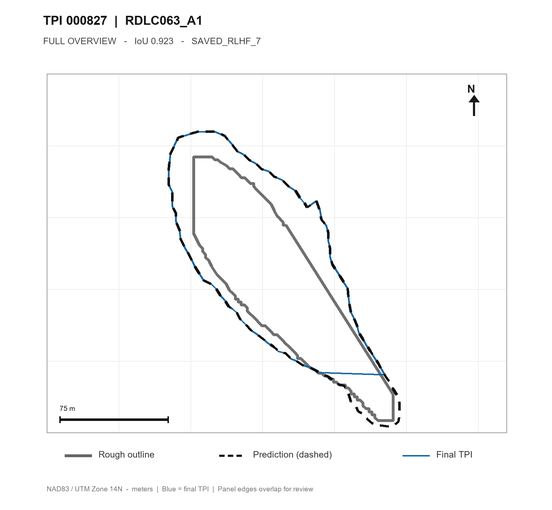 TPI 000827 | RDLC063_A1
FULL OVERVIEW - IoU 0.923 - SAVED_RLHF_7
N
75 m
Rough outline
Prediction (dashed)
Final TPI
NAD83 / UTM Zone 14N - meters | Blue = final TPI | Panel edges overlap for review